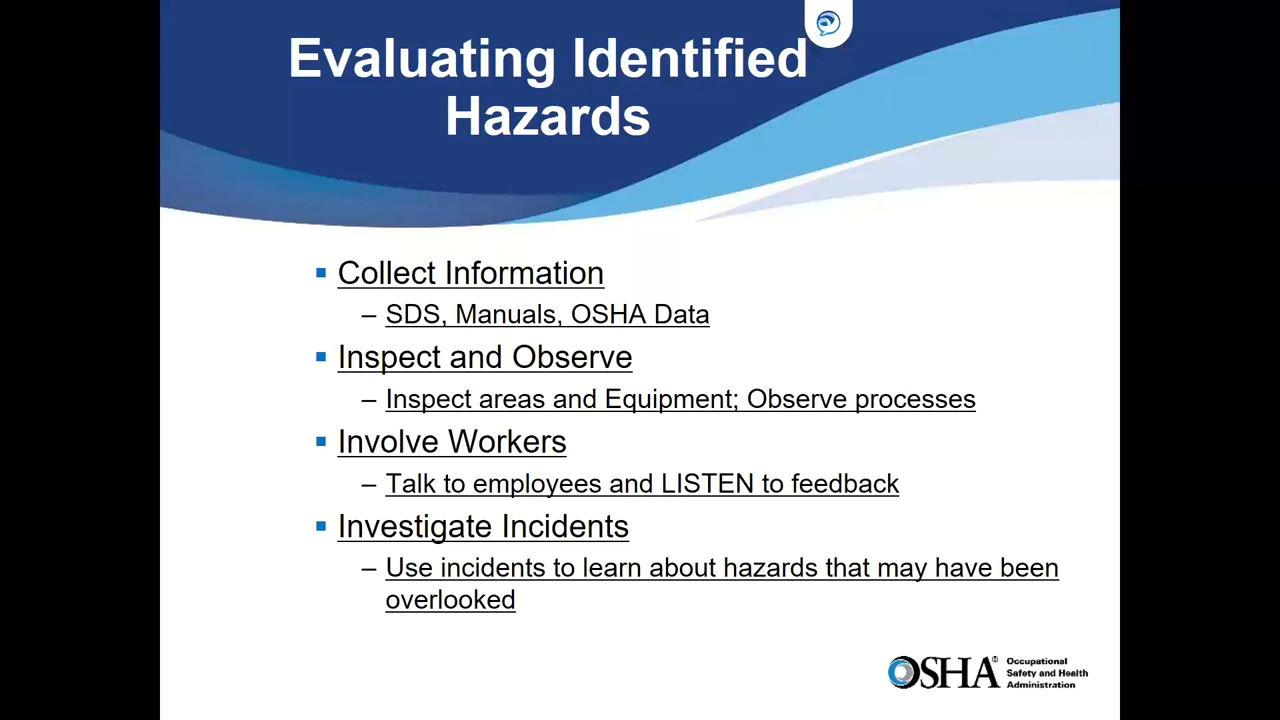 Evaluating Identified
Hazards
▪ Collect Information
– SDS, Manuals, OSHA Data
▪ Inspect and Observe
– Inspect areas and Equipment; Observe processes
▪ Involve Workers
– Talk to employees and LISTEN to feedback
▪ Investigate Incidents
– Use incidents to learn about hazards that may have been
overlooked
OSHA®
Occupational
Safety and Health
Administration